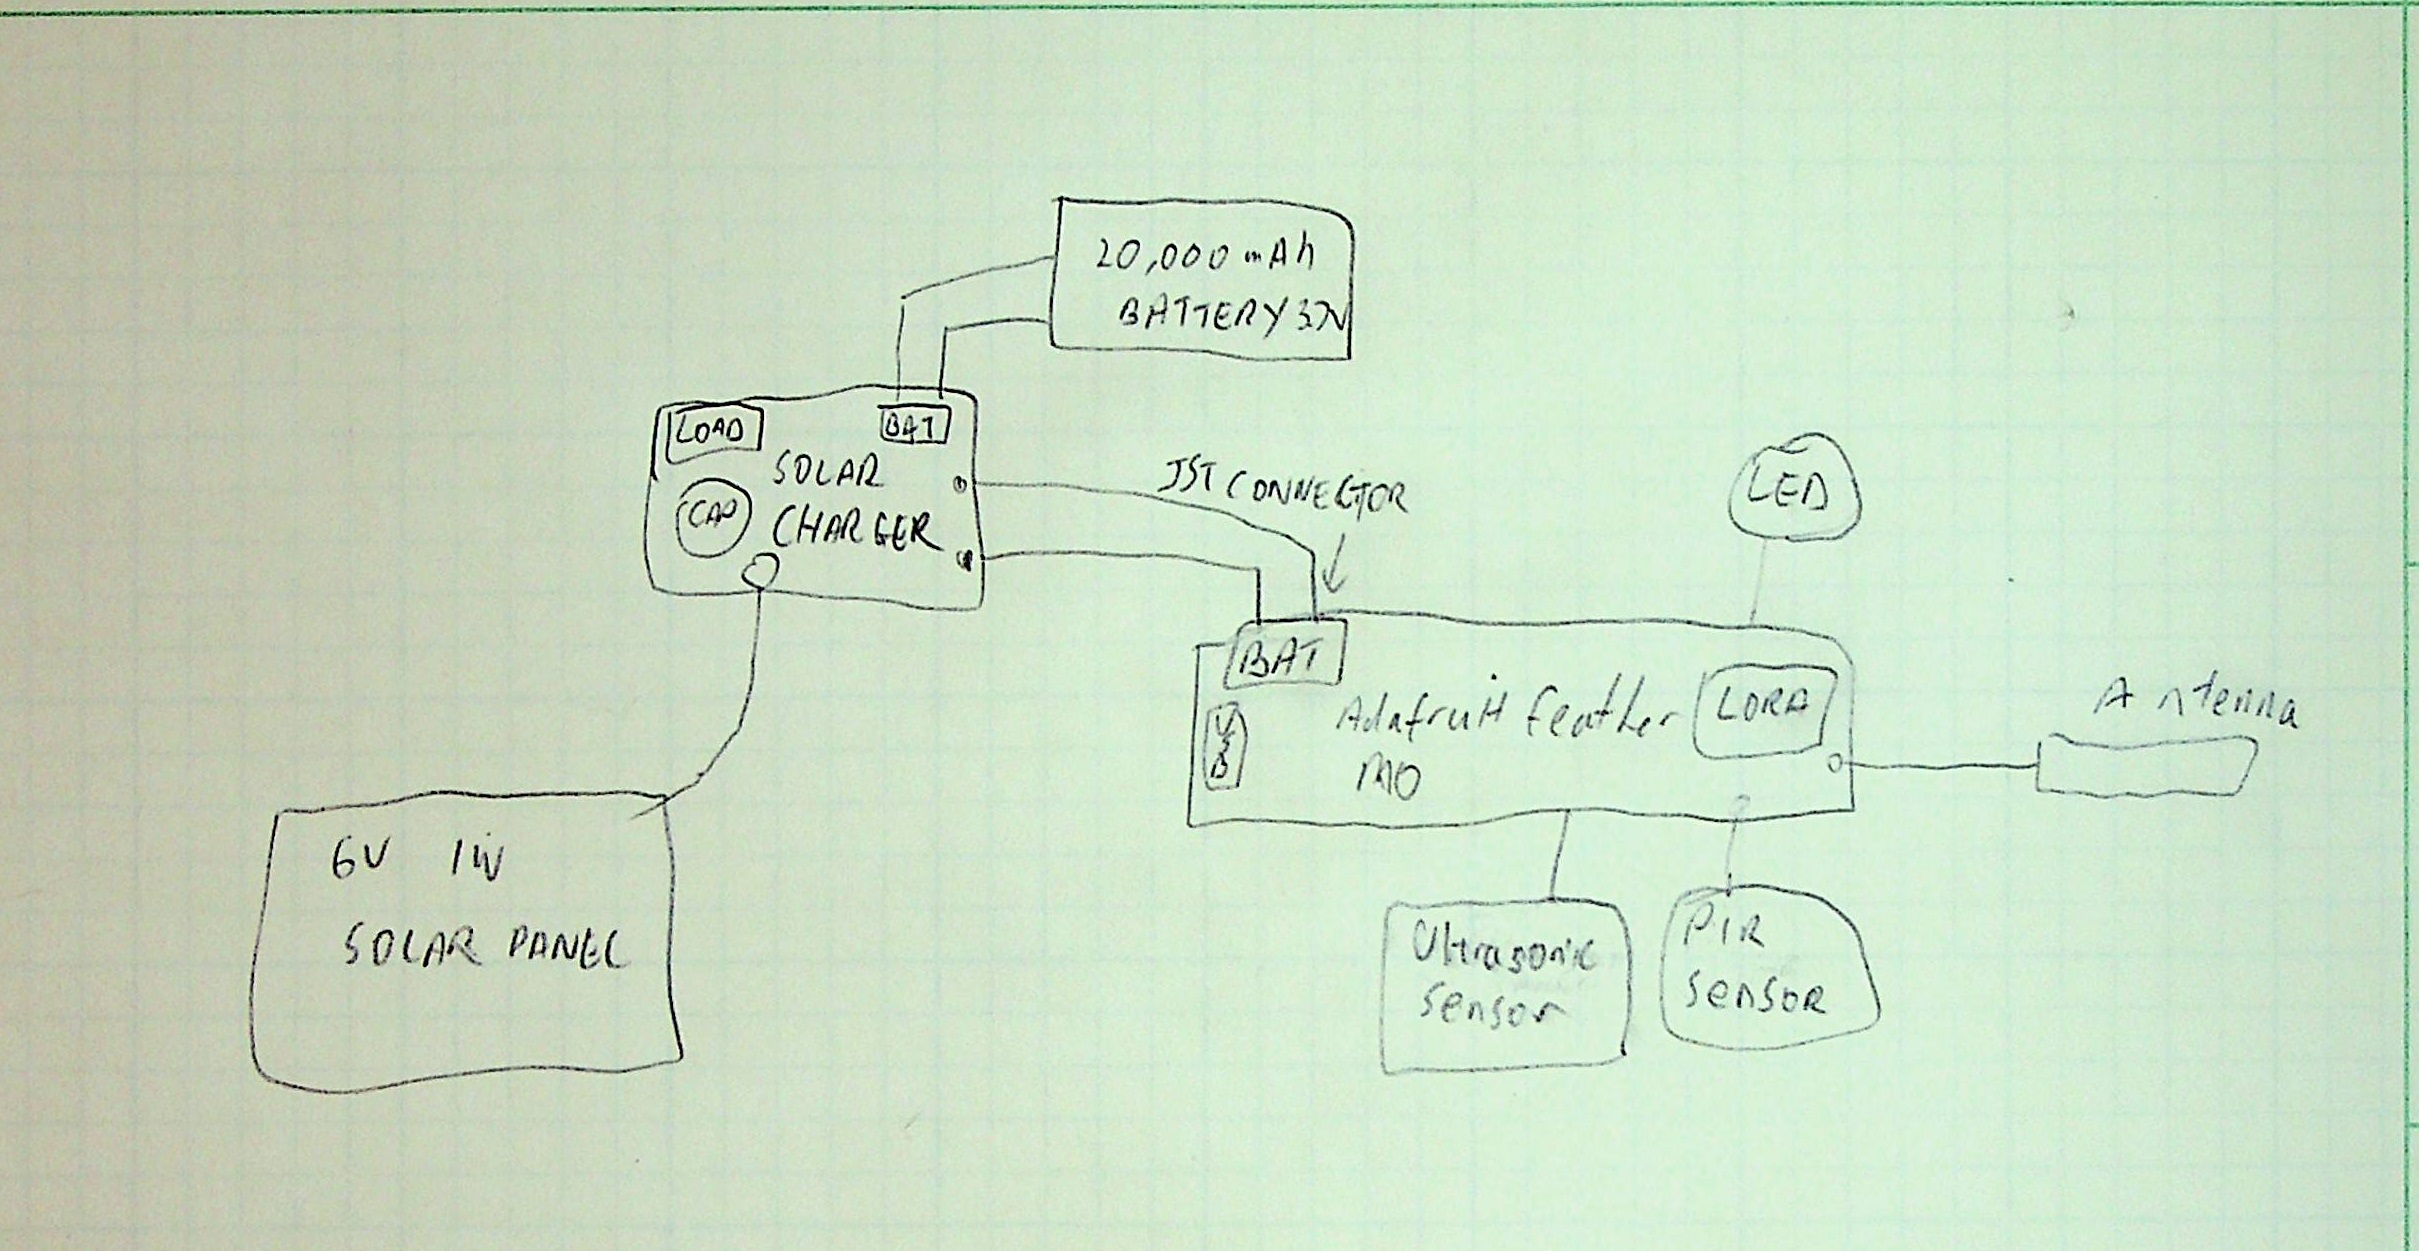 20,000 mAh
BATTERY 3.7V
LOAD
BAT
SOLAR
CHARGER
CAP
JST CONNECTOR
LED
BAT
USB
Adafruit feather
M0
LORA
Antenna
6V 1W
SOLAR PANEL
Ultrasonic
Sensor
PIR
SENSOR